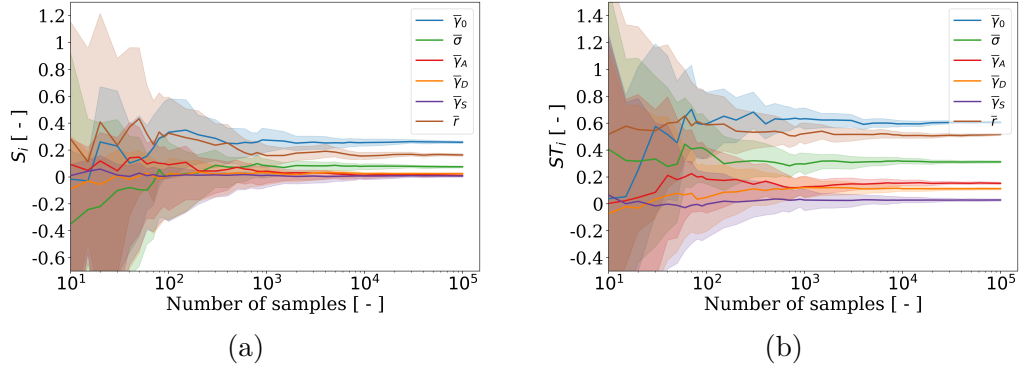 1.2
1.0
0.8
0.6
0.4
0.2
0
-0.2
-0.4
-0.6
S_i [ - ]
10^1 10^2 10^3 10^4 10^5
Number of samples [ - ]
γ̅_0
σ̅
γ̅_A
γ̅_D
γ̅_S
r̅
(a)
1.4
1.2
1
0.8
0.6
0.4
0.2
0
-0.2
-0.4
ST_i [ - ]
10^1 10^2 10^3 10^4 10^5
Number of samples [ - ]
γ̅_0
σ̅
γ̅_A
γ̅_D
γ̅_S
r̅
(b)